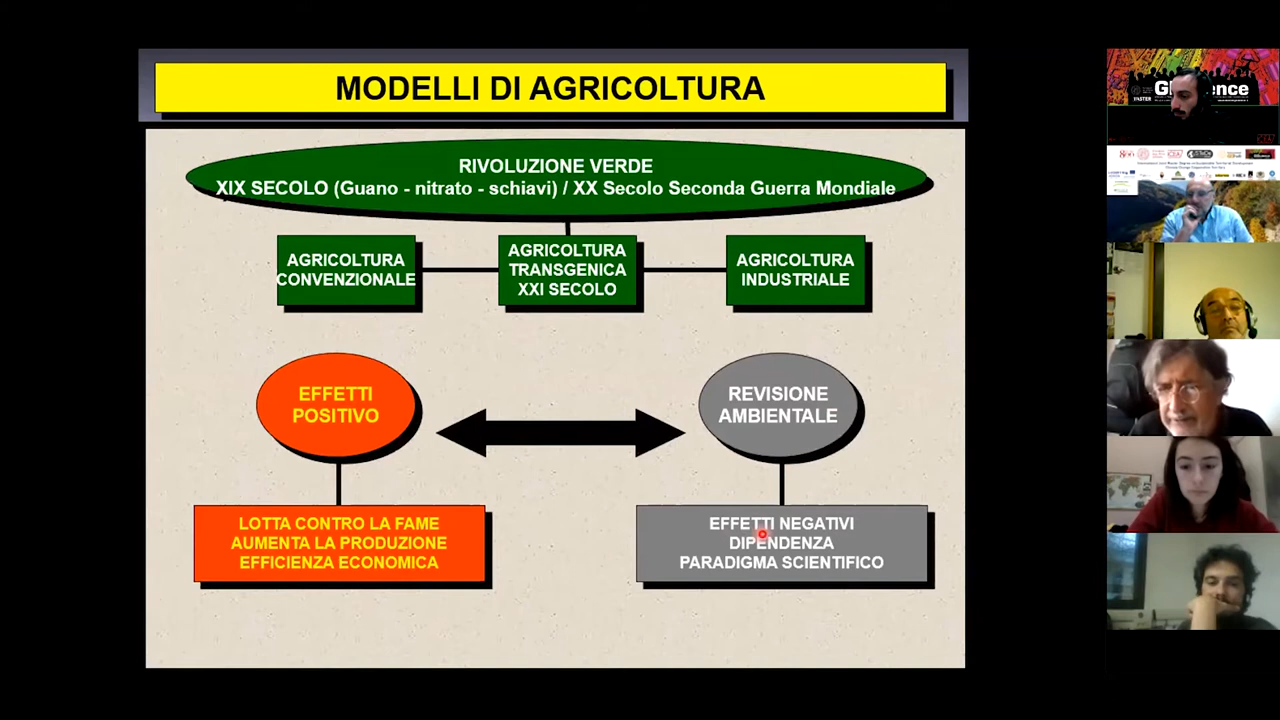 MODELLI DI AGRICOLTURA
RIVOLUZIONE VERDE
XIX SECOLO (Guano - nitrato - schiavi) / XX Secolo Seconda Guerra Mondiale
AGRICOLTURA
CONVENZIONALE
AGRICOLTURA
TRANSGENICA
XXI SECOLO
AGRICOLTURA
INDUSTRIALE
EFFETTI
POSITIVO
REVISIONE
AMBIENTALE
LOTTA CONTRO LA FAME
AUMENTA LA PRODUZIONE
EFFICIENZA ECONOMICA
EFFETTI NEGATIVI
DIPENDENZA
PARADIGMA SCIENTIFICO